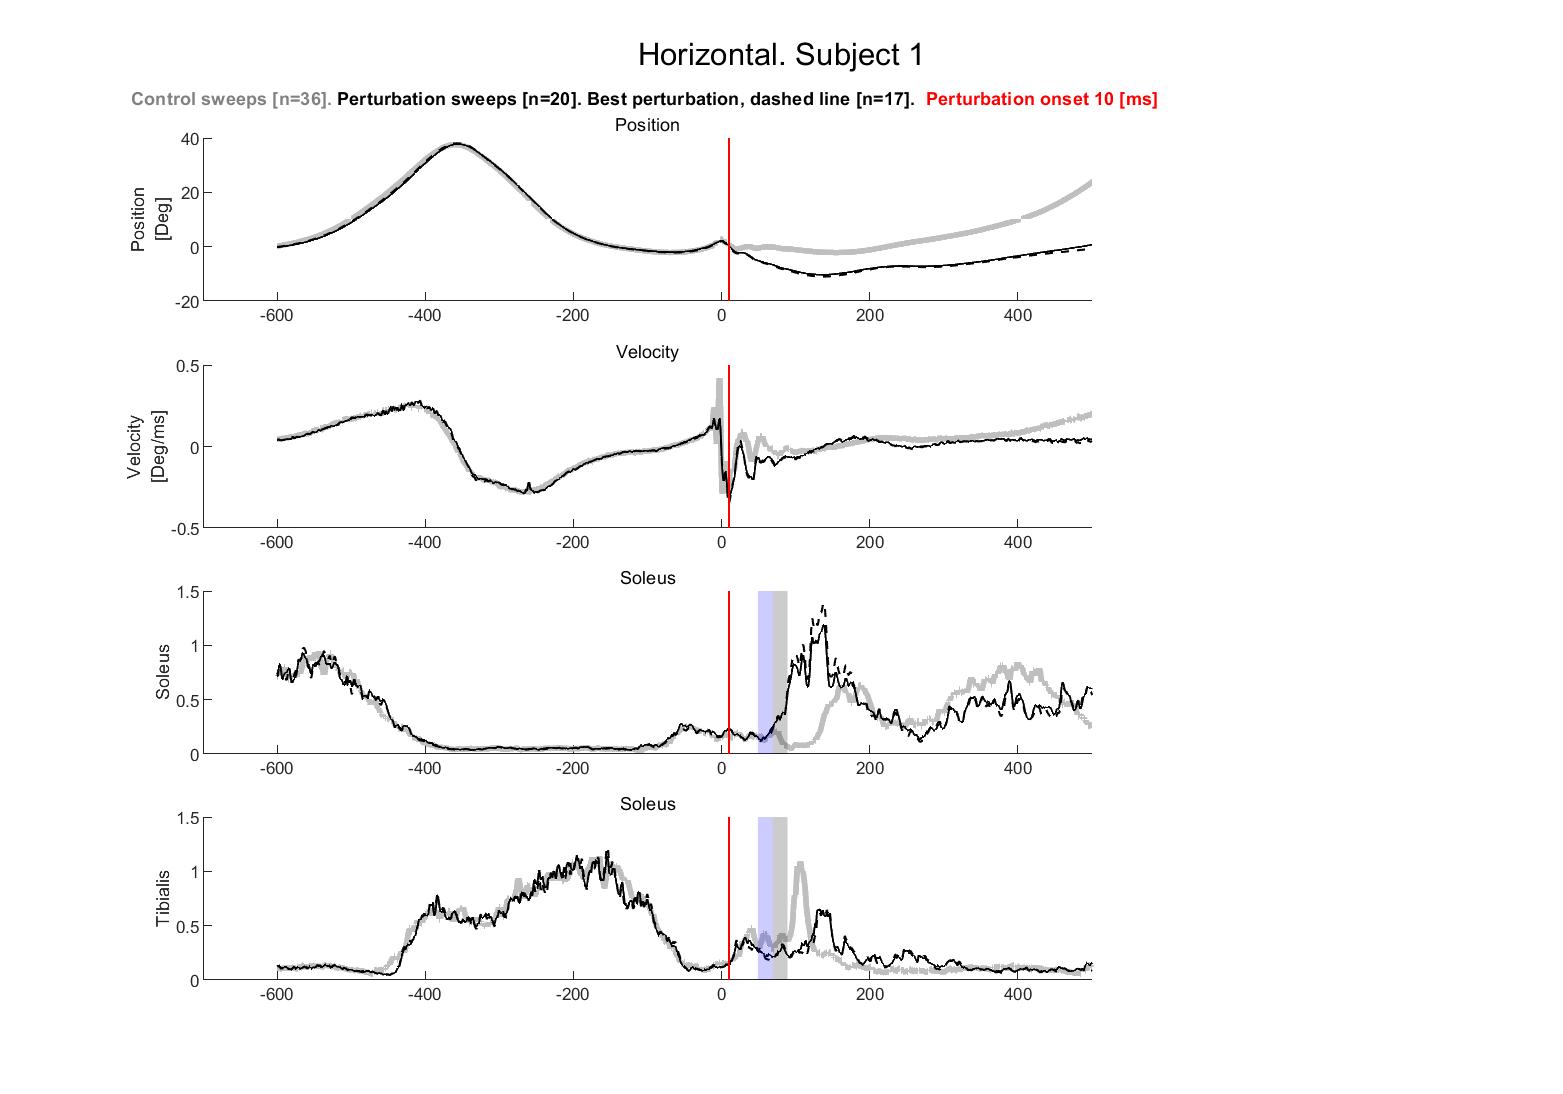 Horizontal. Subject 1
Control sweeps [n=36]. Perturbation sweeps [n=20]. Best perturbation, dashed line [n=17].  Perturbation onset 10 [ms]
Position
Position
[Deg]
40
20
0
-20
-600 -400 -200 0 200 400
Velocity
Velocity
[Deg/ms]
0.5
0
-0.5
-600 -400 -200 0 200 400
Soleus
Soleus
1.5
1
0.5
0
-600 -400 -200 0 200 400
Soleus
Tibialis
1.5
1
0.5
0
-600 -400 -200 0 200 400